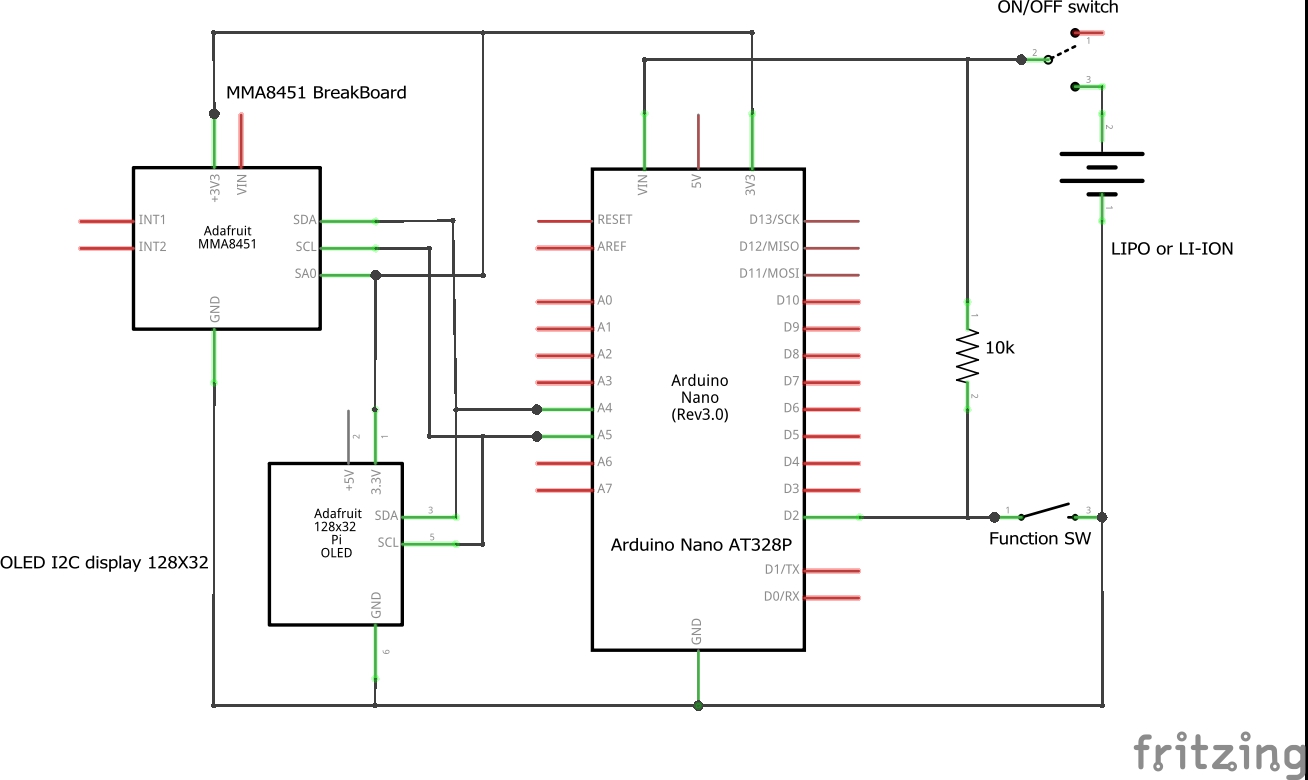 ON/OFF switch
1
2
3
MMA8451 BreakBoard
2
+3V3
VIN
VIN
5V
3V3
1
INT1
INT2
Adafruit
MMA8451
SDA
SCL
SA0
GND
RESET
AREF
A0
A1
A2
A3
A4
A5
A6
A7
Arduino
Nano
(Rev3.0)
D13/SCK
D12/MISO
D11/MOSI
D10
D9
D8
D7
D6
D5
D4
D3
D2
D1/TX
D0/RX
GND
Arduino Nano AT328P
LIPO or LI-ION
1
10k
2
2
1
+5V
3.3V
Adafruit
128x32
Pi
OLED
SDA
3
SCL
5
GND
6
1
3
Function SW
OLED I2C display 128X32
fritzing